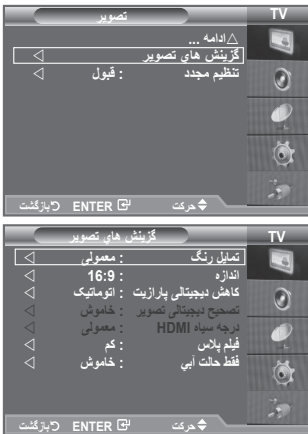 TV
تصویر
△ ادامه ...
گزینش های تصویر ◁
تنظیم مجدد : قبول ◁
حرکت ENTER بازگشت
TV
گزینش های تصویر
تمایل رنگ : معمولی ◁
اندازه : 16:9 ◁
کاهش دیجیتالی پارازیت : اتوماتیک ◁
تصحیح دیجیتالی تصویر : خاموش ◁
درجه سیاه HDMI : معمولی ◁
فیلم پلاس : کم ◁
فقط حالت آبي : خاموش ◁
حرکت ENTER بازگشت